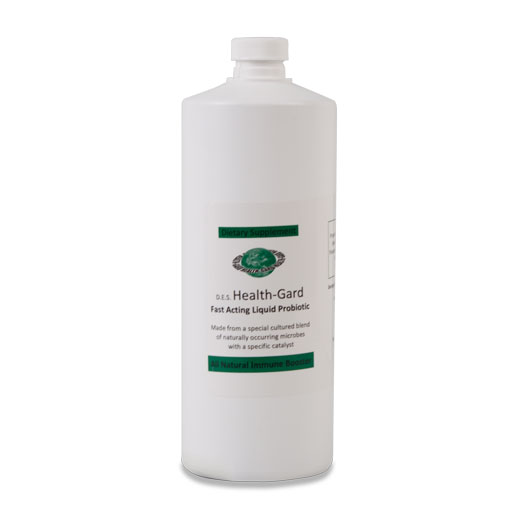 Dietary Supplement
D.E.S. Health-Gard
Fast Acting Liquid Probiotic
Made from a special cultured blend
of naturally occurring microbes
with a specific catalyst
All Natural Immune Booster